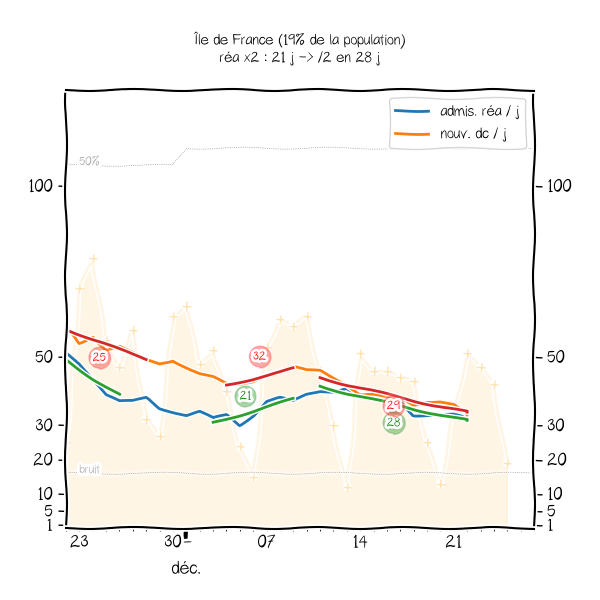 Île de France (19% de la population)
réa x2 : 21 j -> /2 en 28 j
admis. réa / j
nouv. dc / j
50%
100 100
25 32
50 50
21
29
28
30 30
20 20
bruit
10 10
5 5
1 1
23 30 07 14 21
déc.